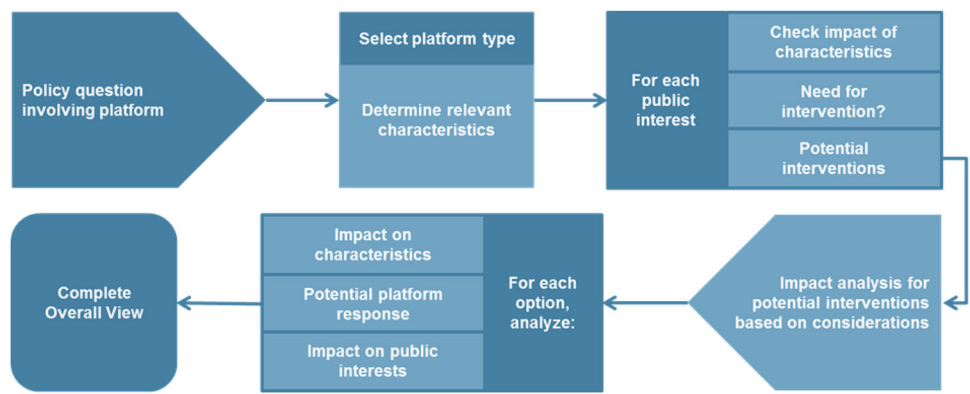 Policy question
involving platform
Select platform type
Determine relevant
characteristics
For each
public
interest
Check impact of
characteristics
Need for
intervention?
Potential
interventions
Impact analysis for
potential interventions
based on considerations
For each
option,
analyze:
Impact on
characteristics
Potential platform
response
Impact on public
interests
Complete
Overall View